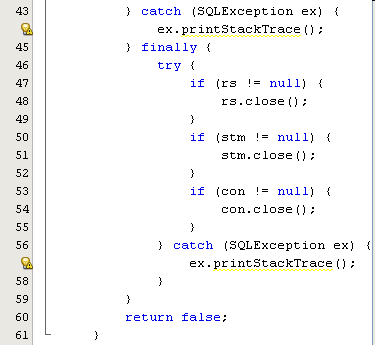 43 } catch (SQLException ex) {
ex.printStackTrace();
45 } finally {
46 try {
47 if (rs != null) {
48 rs.close();
49 }
50 if (stm != null) {
51 stm.close();
52 }
53 if (con != null) {
54 con.close();
55 }
56 } catch (SQLException ex) {
ex.printStackTrace();
58 }
59 }
60 return false;
61 }